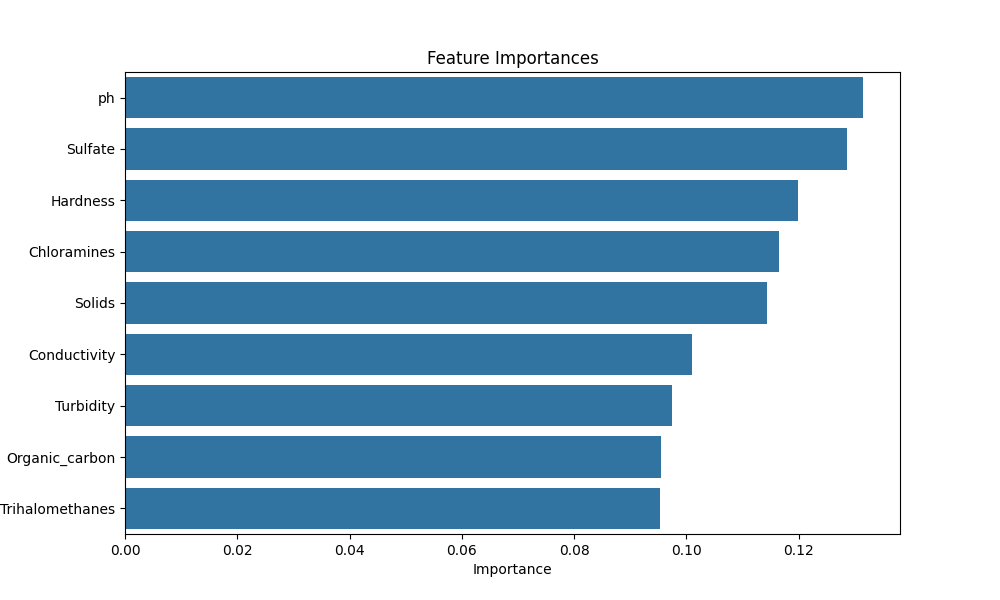 Feature Importances
ph
Sulfate
Hardness
Chloramines
Solids
Conductivity
Turbidity
Organic_carbon
Trihalomethanes
0.00 0.02 0.04 0.06 0.08 0.10 0.12
Importance